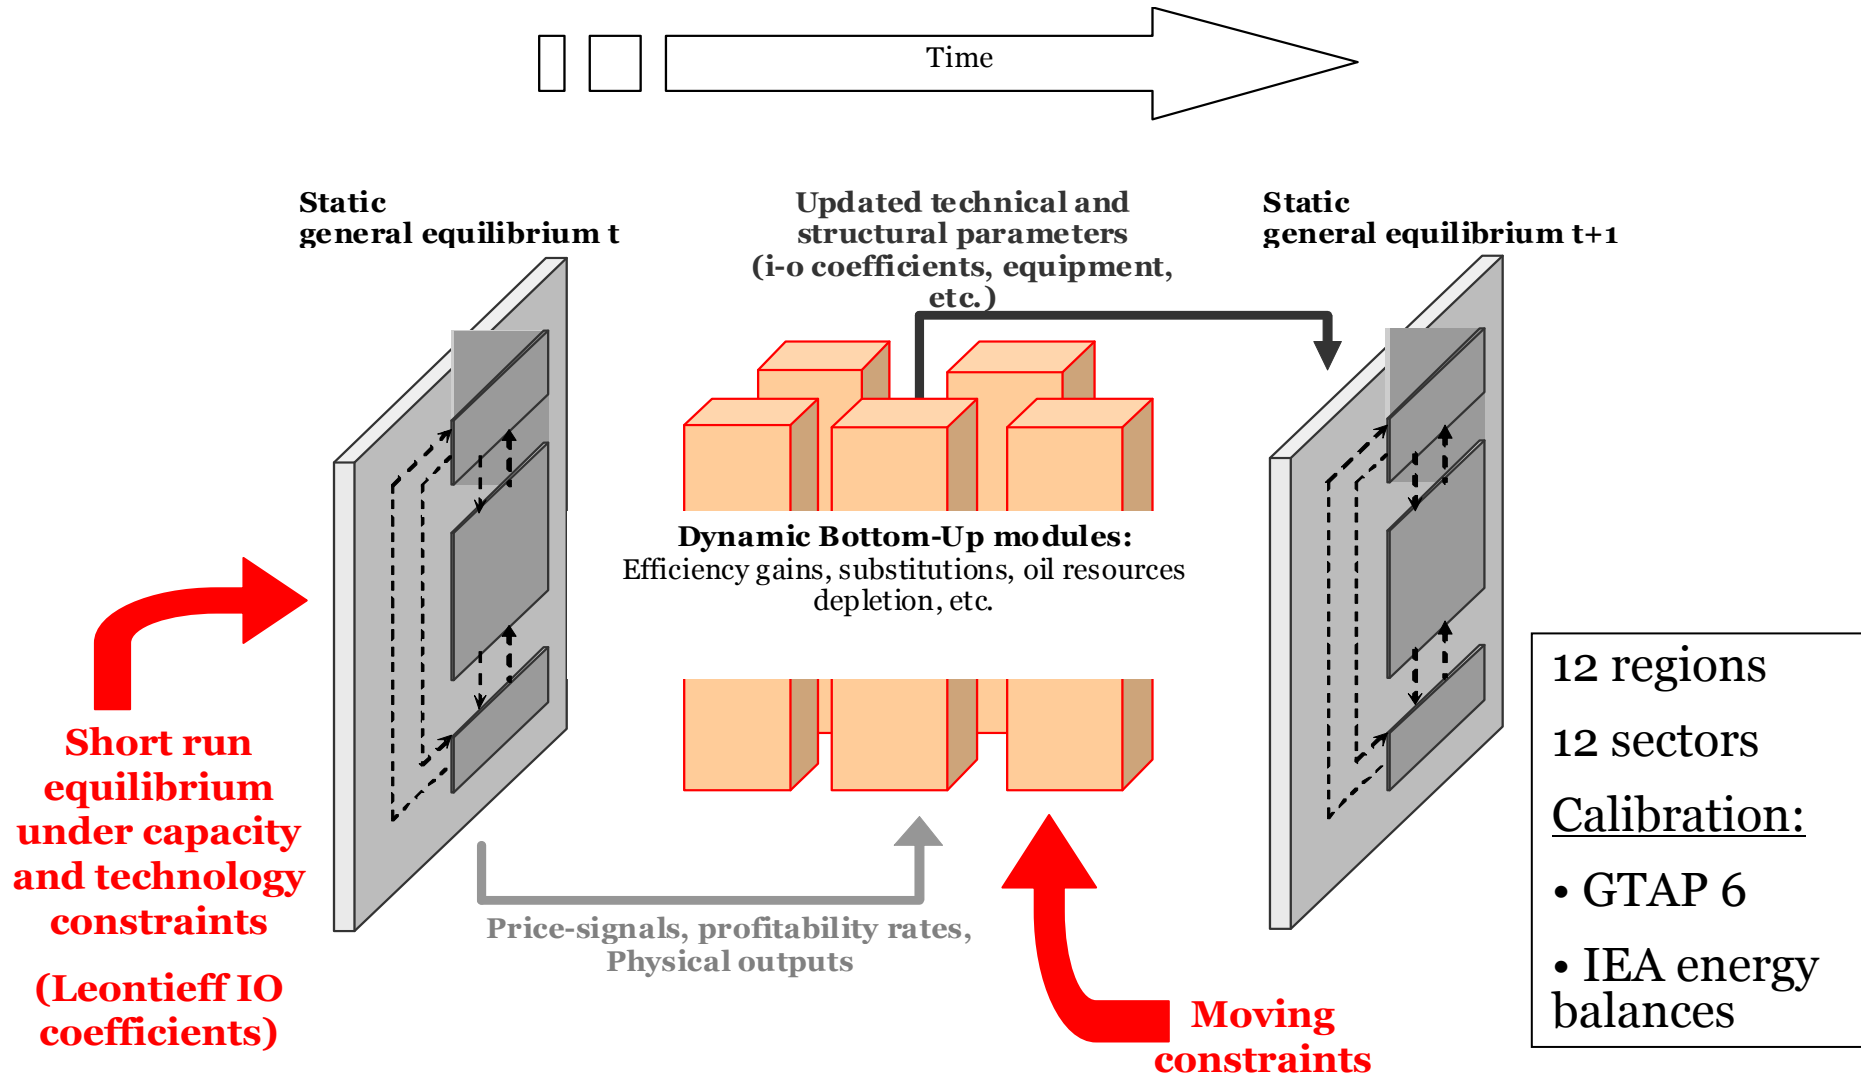 Time
Static
general equilibrium t
Updated technical and
structural parameters
(i-o coefficients, equipment,
etc.)
Static
general equilibrium t+1
Dynamic Bottom-Up modules:
Efficiency gains, substitutions, oil resources
depletion, etc.
Short run
equilibrium
under capacity
and technology
constraints
(Leontieff IO
coefficients)
Price-signals, profitability rates,
Physical outputs
Moving
constraints
12 regions
12 sectors
Calibration:
• GTAP 6
• IEA energy
balances